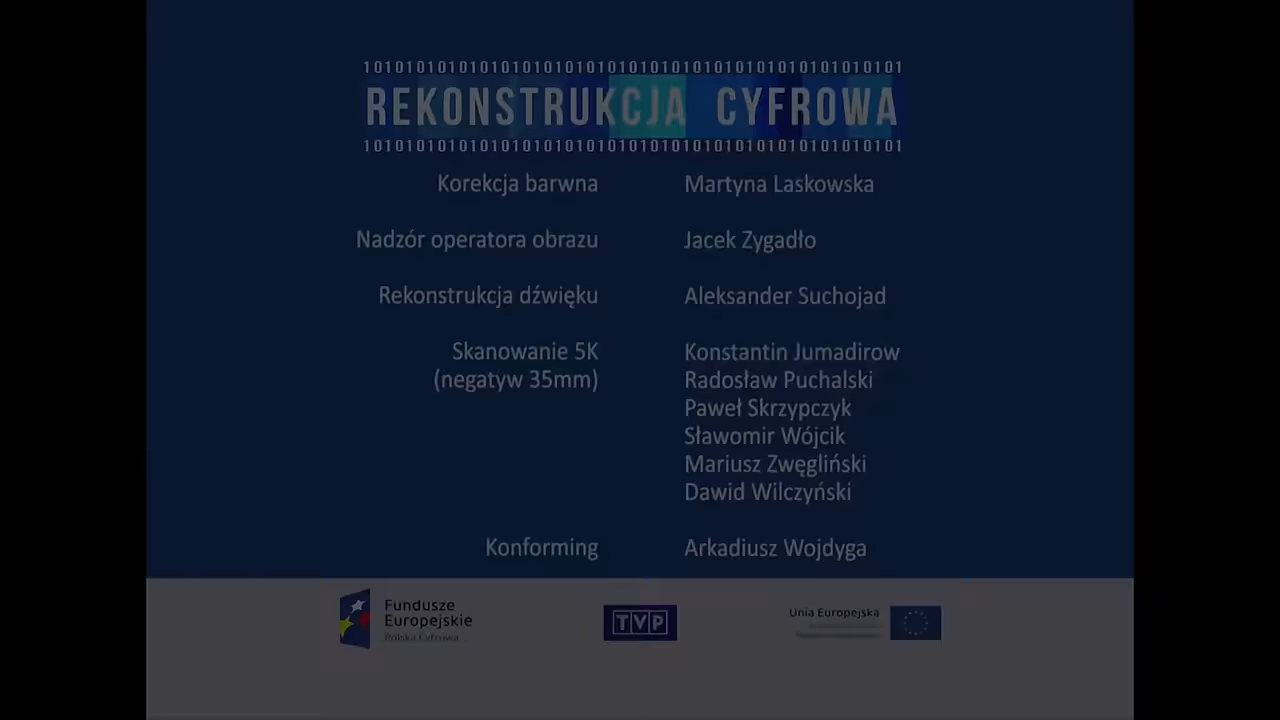 101010101010101010101010101010101010101010101010101
REKONSTRUKCJA CYFROWA
101010101010101010101010101010101010101010101010101
Korekcja barwna Martyna Laskowska
Nadzór operatora obrazu Jacek Zygadło
Rekonstrukcja dźwięku Aleksander Suchojad
Skanowanie 5K Konstantin Jumadirow
(negatyw 35mm) Radosław Puchalski
Paweł Skrzypczyk
Sławomir Wójcik
Mariusz Zwęgliński
Dawid Wilczyński
Konforming Arkadiusz Wojdyga
Fundusze
Europejskie
Polska Cyfrowa
TVP
Unia Europejska